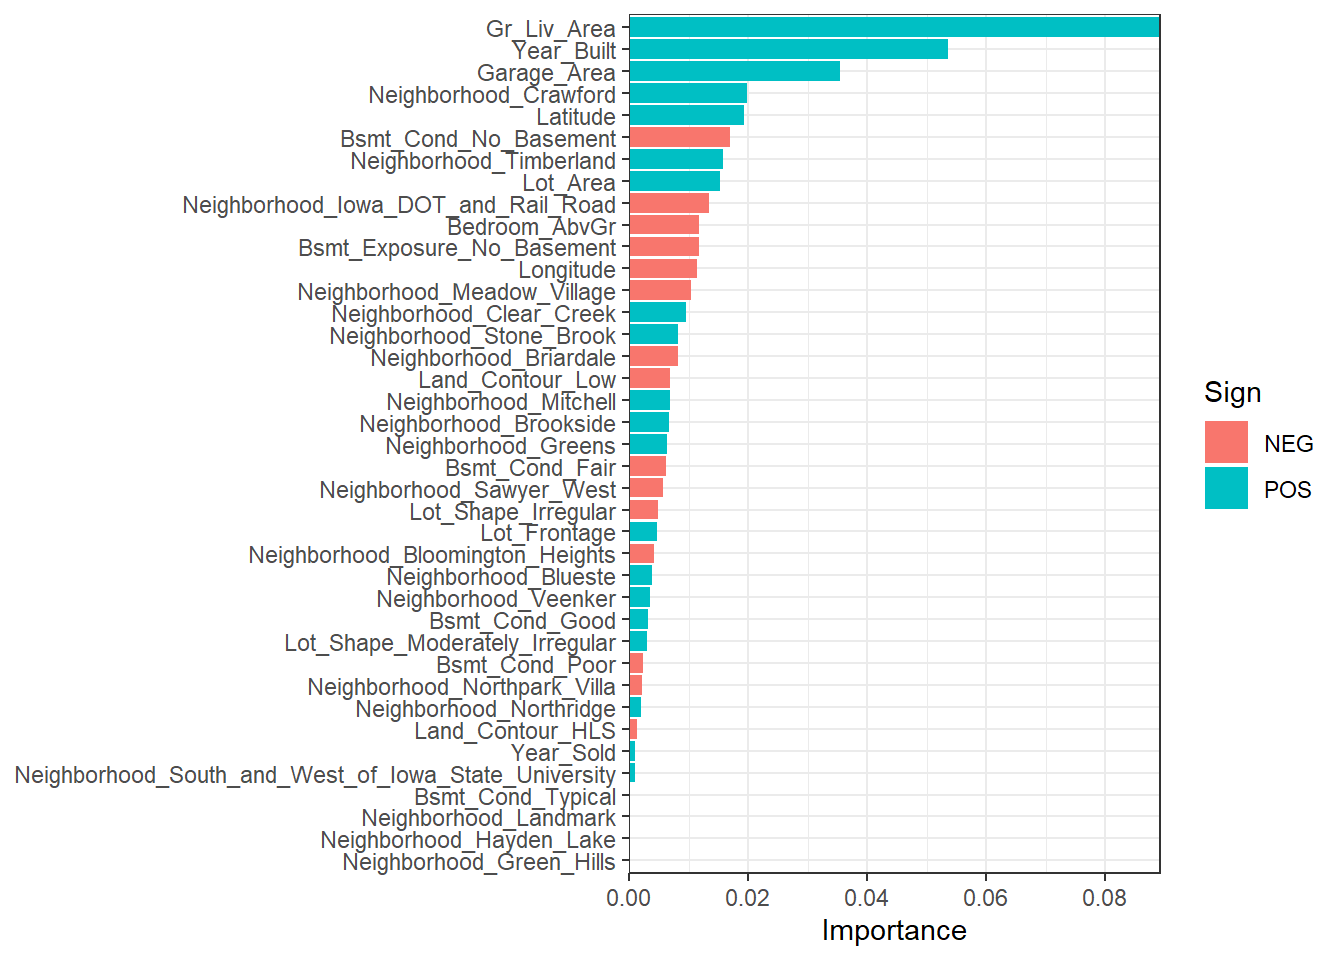 Gr_Liv_Area
Year_Built
Garage_Area
Neighborhood_Crawford
Latitude
Bsmt_Cond_No_Basement
Neighborhood_Timberland
Lot_Area
Neighborhood_Iowa_DOT_and_Rail_Road
Bedroom_AbvGr
Bsmt_Exposure_No_Basement
Longitude
Neighborhood_Meadow_Village
Neighborhood_Clear_Creek
Neighborhood_Stone_Brook
Neighborhood_Briardale
Land_Contour_Low
Neighborhood_Mitchell
Neighborhood_Brookside
Neighborhood_Greens
Bsmt_Cond_Fair
Neighborhood_Sawyer_West
Lot_Shape_Irregular
Lot_Frontage
Neighborhood_Bloomington_Heights
Neighborhood_Blueste
Neighborhood_Veenker
Bsmt_Cond_Good
Lot_Shape_Moderately_Irregular
Bsmt_Cond_Poor
Neighborhood_Northpark_Villa
Neighborhood_Northridge
Land_Contour_HLS
Year_Sold
Neighborhood_South_and_West_of_Iowa_State_University
Bsmt_Cond_Typical
Neighborhood_Landmark
Neighborhood_Hayden_Lake
Neighborhood_Green_Hills
0.00 0.02 0.04 0.06 0.08
Importance
Sign
NEG
POS